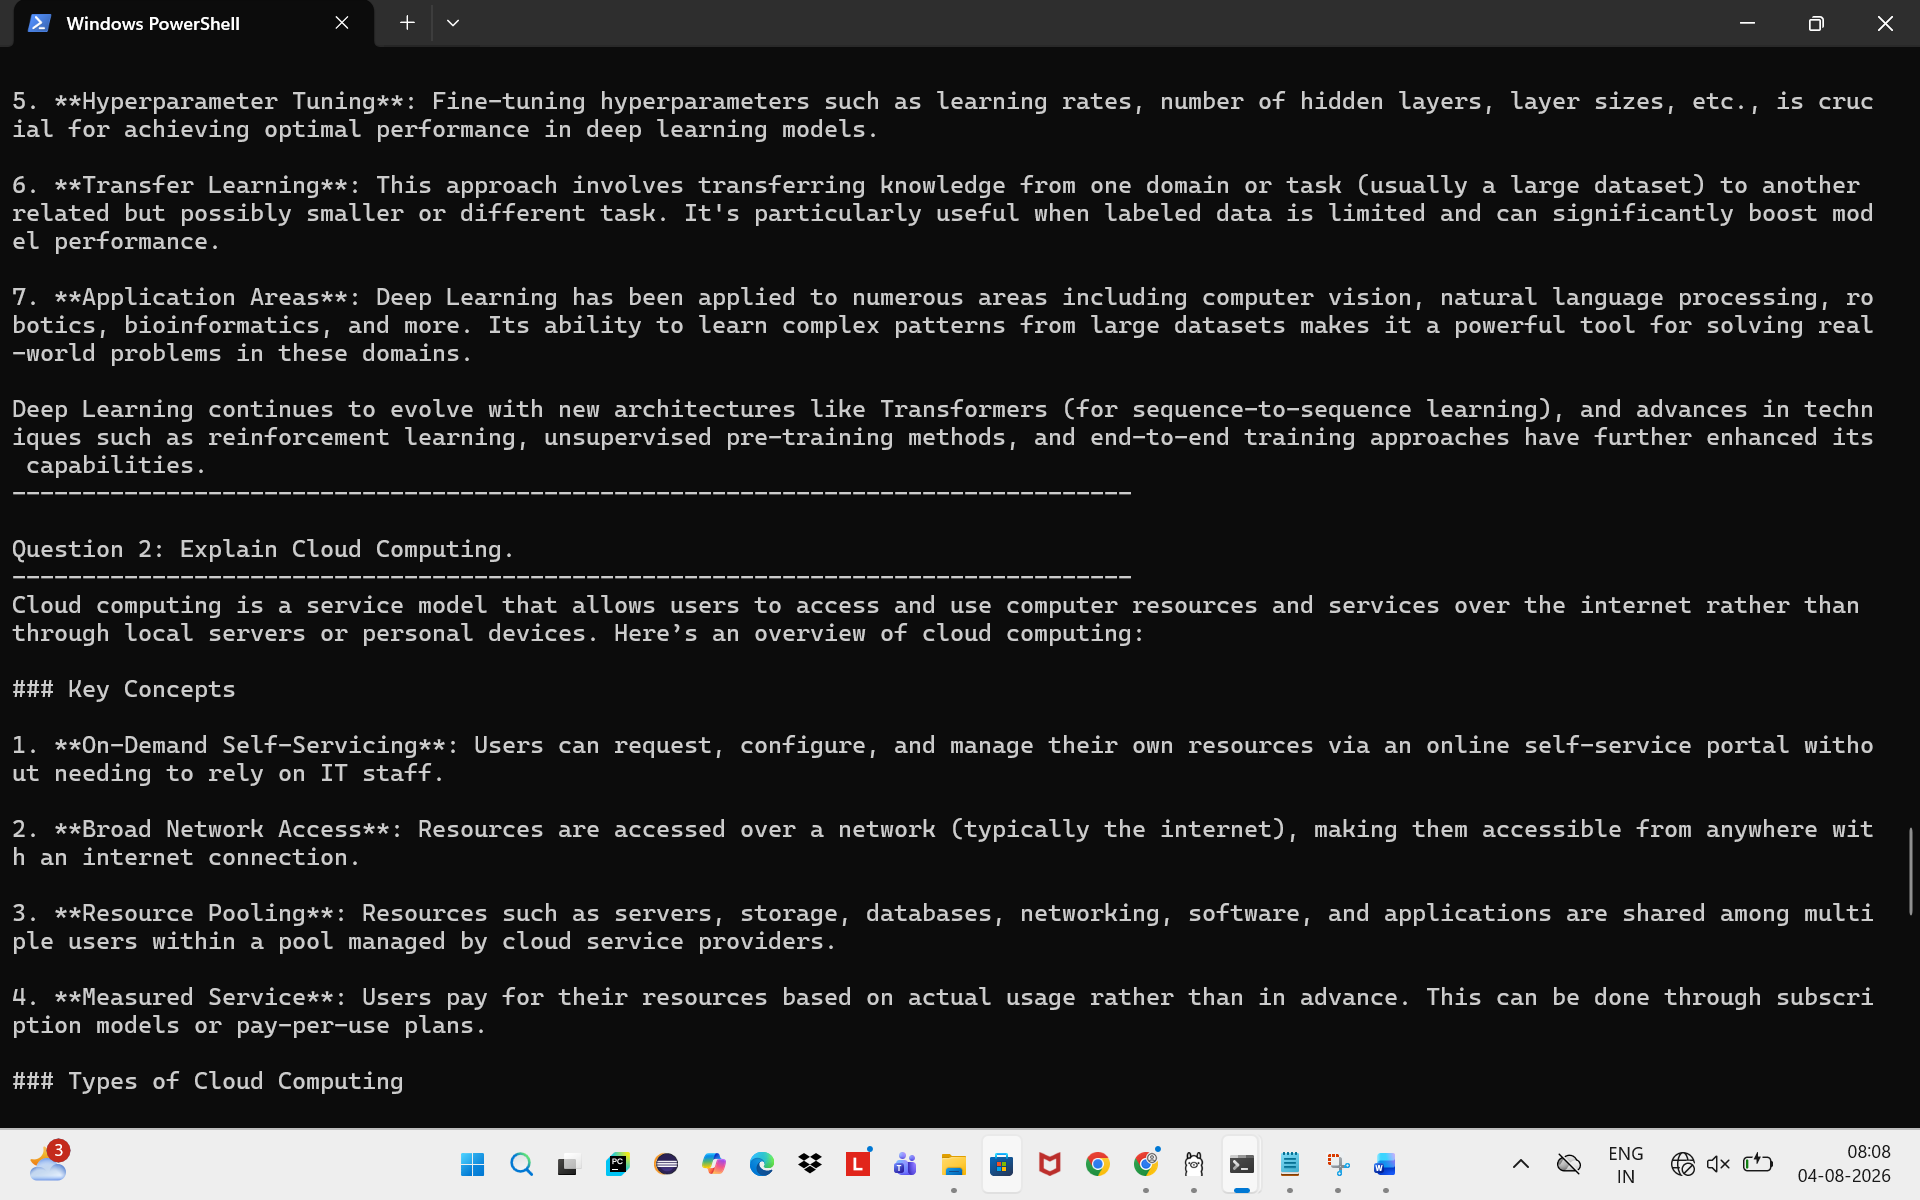 Windows PowerShell
5. **Hyperparameter Tuning**: Fine-tuning hyperparameters such as learning rates, number of hidden layers, layer sizes, etc., is cruc
ial for achieving optimal performance in deep learning models.
6. **Transfer Learning**: This approach involves transferring knowledge from one domain or task (usually a large dataset) to another
related but possibly smaller or different task. It's particularly useful when labeled data is limited and can significantly boost mod
el performance.
7. **Application Areas**: Deep Learning has been applied to numerous areas including computer vision, natural language processing, ro
botics, bioinformatics, and more. Its ability to learn complex patterns from large datasets makes it a powerful tool for solving real
-world problems in these domains.
Deep Learning continues to evolve with new architectures like Transformers (for sequence-to-sequence learning), and advances in techn
iques such as reinforcement learning, unsupervised pre-training methods, and end-to-end training approaches have further enhanced its
 capabilities.
--------------------------------------------------------------------------------
Question 2: Explain Cloud Computing.
--------------------------------------------------------------------------------
Cloud computing is a service model that allows users to access and use computer resources and services over the internet rather than
through local servers or personal devices. Here’s an overview of cloud computing:
### Key Concepts
1. **On-Demand Self-Servicing**: Users can request, configure, and manage their own resources via an online self-service portal witho
ut needing to rely on IT staff.
2. **Broad Network Access**: Resources are accessed over a network (typically the internet), making them accessible from anywhere wit
h an internet connection.
3. **Resource Pooling**: Resources such as servers, storage, databases, networking, software, and applications are shared among multi
ple users within a pool managed by cloud service providers.
4. **Measured Service**: Users pay for their resources based on actual usage rather than in advance. This can be done through subscri
ption models or pay-per-use plans.
### Types of Cloud Computing
3
PC
L
T
W
ENG
IN
08:08
04-08-2026